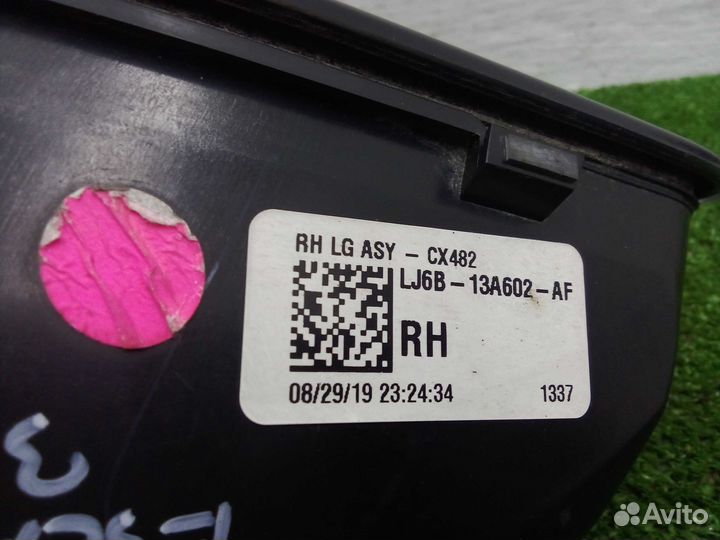 RH LG ASY - CX482
LJ6B-13A602-AF
RH
08/29/19 23:24:34 1337
Avito